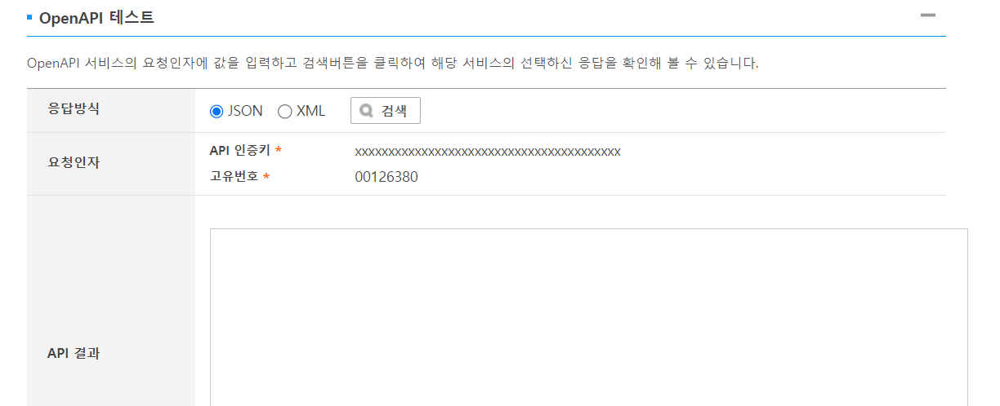 OpenAPI 테스트
OpenAPI 서비스의 요청인자에 값을 입력하고 검색버튼을 클릭하여 해당 서비스의 선택하신 응답을 확인해 볼 수 있습니다.
응답방식 JSON XML 검색
요청인자
API 인증키 * xxxxxxxxxxxxxxxxxxxxxxxxxxxxxxxxxxxxxxxx
고유번호 * 00126380
API 결과